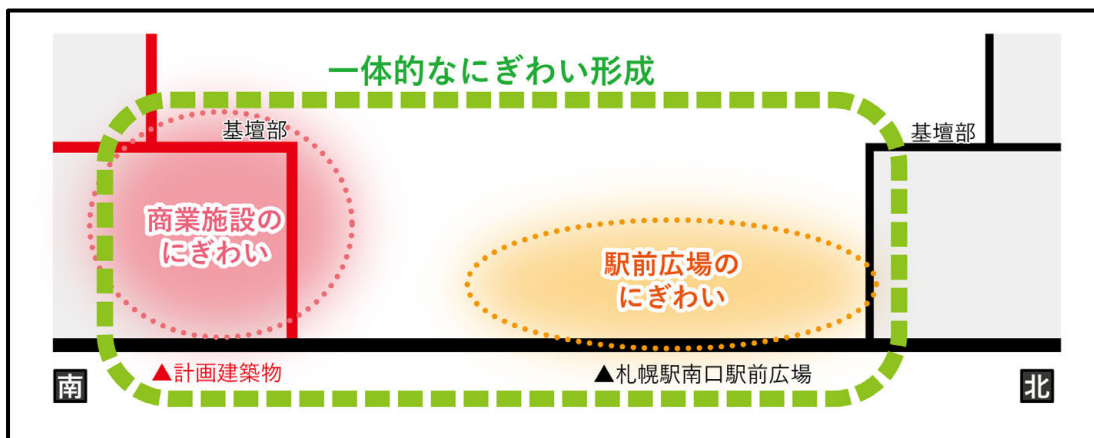 一体的なにぎわい形成
基壇部
基壇部
商業施設の
にぎわい
駅前広場の
にぎわい
▲計画建築物
▲札幌駅南口駅前広場
南
北